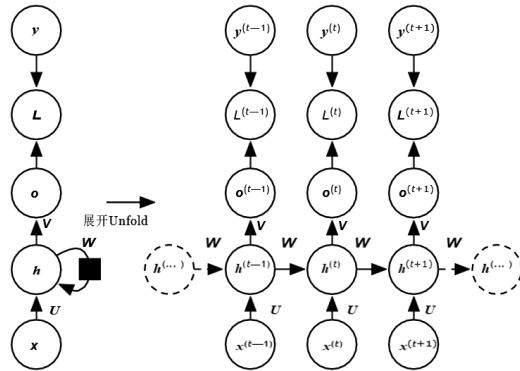 y y^(t−1) y^(t) y^(t+1)
L L^(t−1) L^(t) L^(t+1)
o o^(t−1) o^(t) o^(t+1)
展开Unfold
V V V V
W W W W W
h h^(...) h^(t−1) h^(t) h^(t+1) h^(...)
U U U U
x x^(t−1) x^(t) x^(t+1)